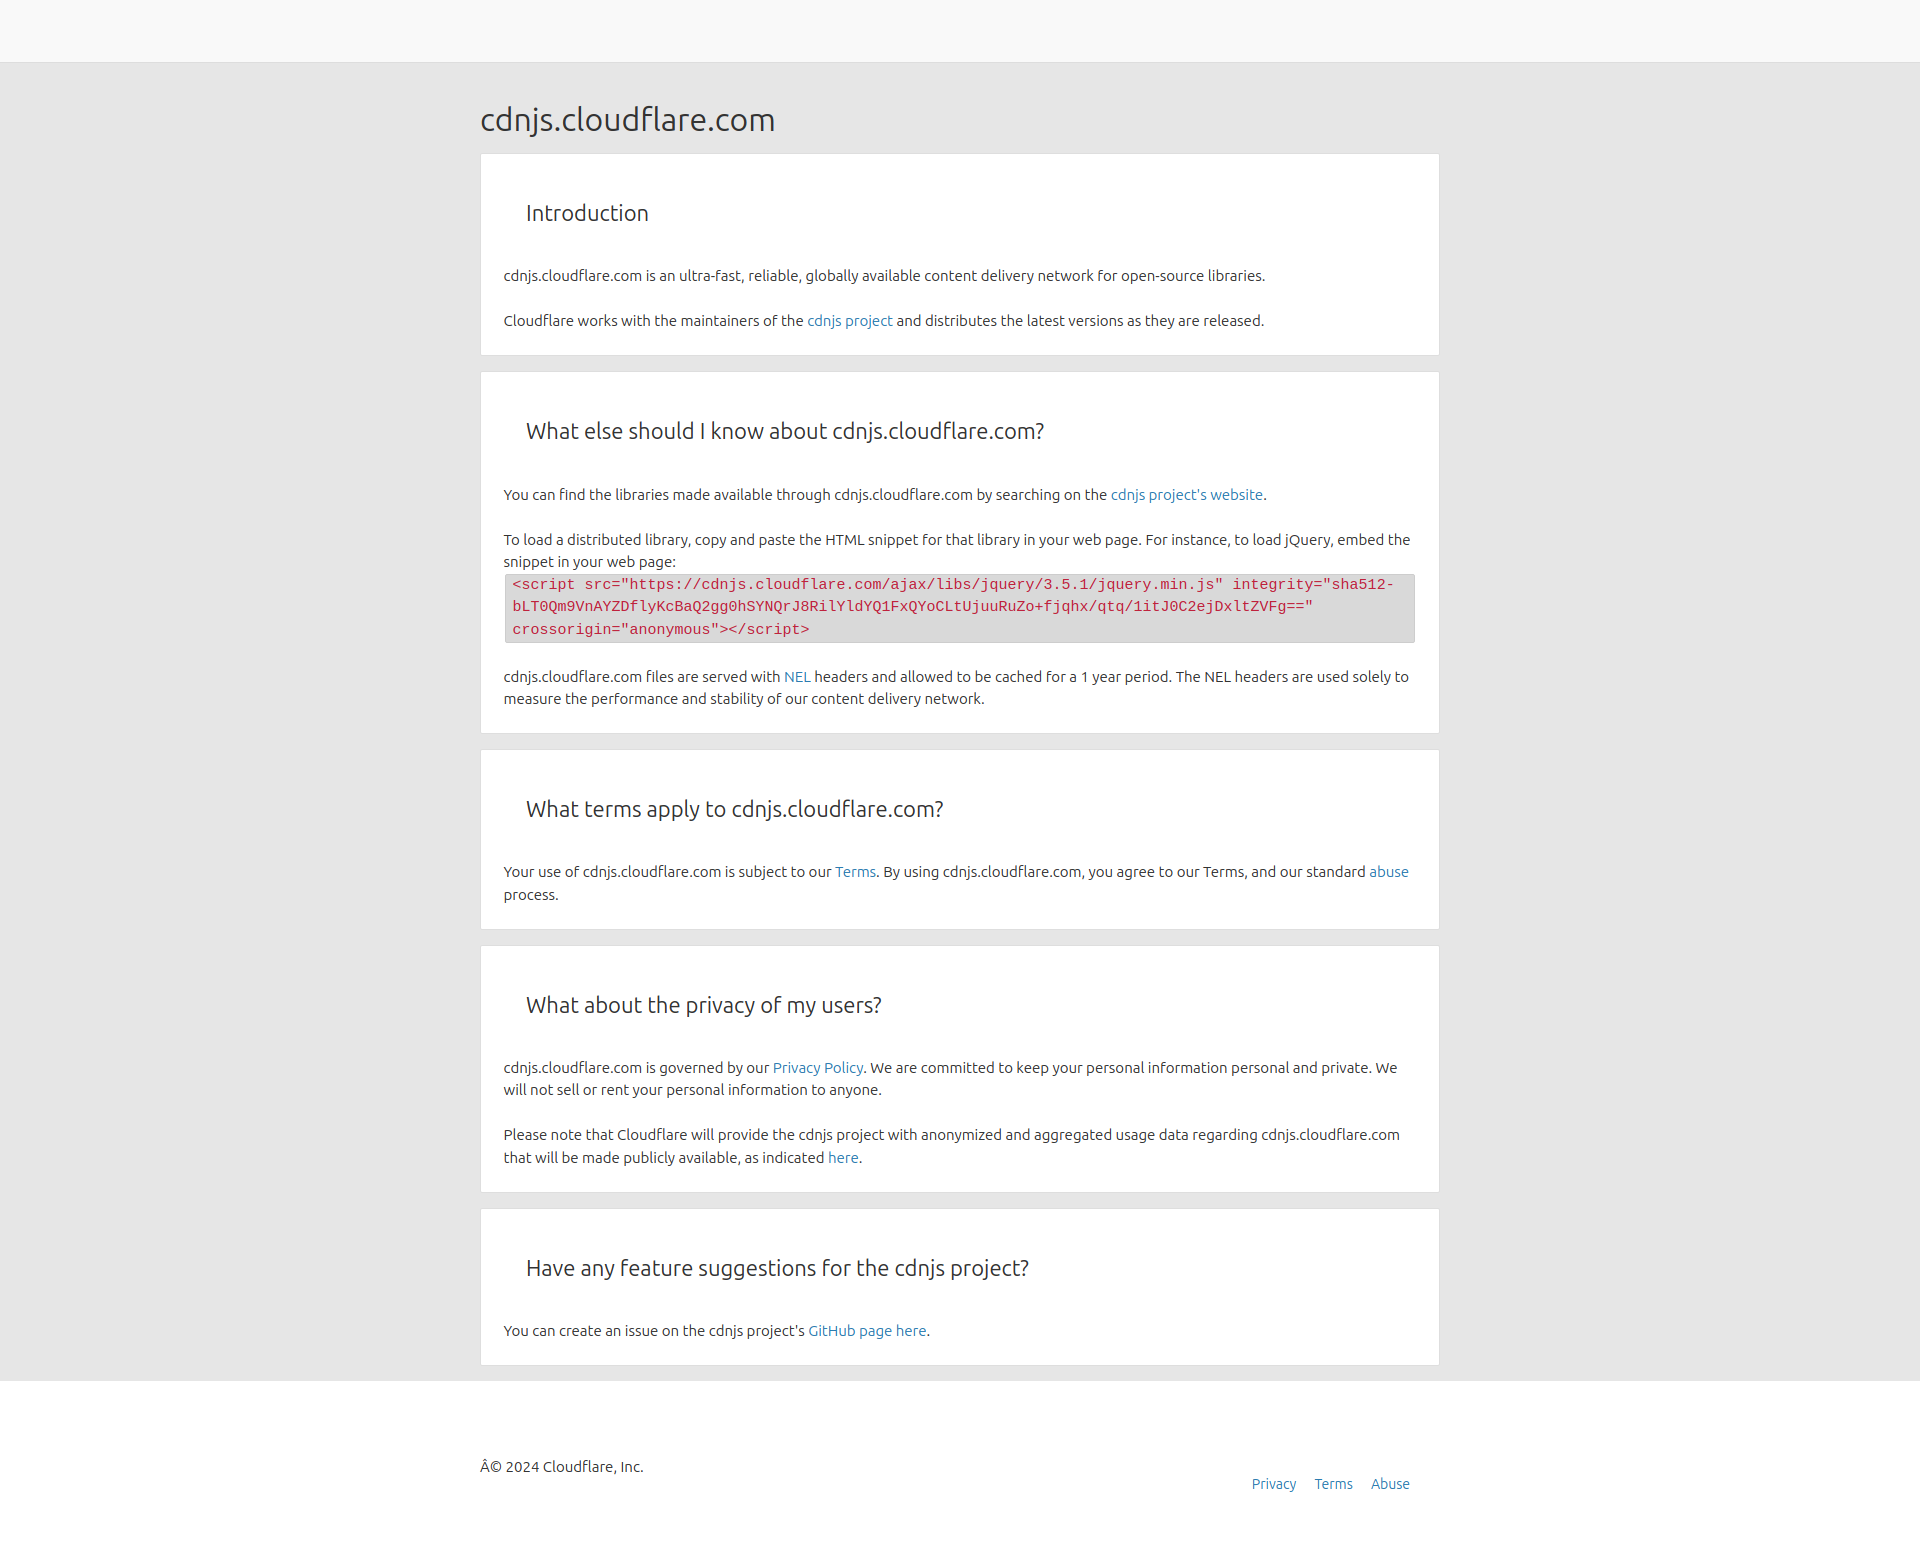 cdnjs.cloudflare.com
Introduction
cdnjs.cloudflare.com is an ultra-fast, reliable, globally available content delivery network for open-source libraries.
Cloudflare works with the maintainers of the cdnjs project and distributes the latest versions as they are released.
What else should I know about cdnjs.cloudflare.com?
You can find the libraries made available through cdnjs.cloudflare.com by searching on the cdnjs project's website.
To load a distributed library, copy and paste the HTML snippet for that library in your web page. For instance, to load jQuery, embed the
snippet in your web page:
<script src="https://cdnjs.cloudflare.com/ajax/libs/jquery/3.5.1/jquery.min.js" integrity="sha512-
bLT0Qm9VnAYZDflyKcBaQ2gg0hSYNQrJ8RilYldYQ1FxQYoCLtUjuuRuZo+fjqhx/qtq/1itJ0C2ejDxltZVFg=="
crossorigin="anonymous"></script>
cdnjs.cloudflare.com files are served with NEL headers and allowed to be cached for a 1 year period. The NEL headers are used solely to
measure the performance and stability of our content delivery network.
What terms apply to cdnjs.cloudflare.com?
Your use of cdnjs.cloudflare.com is subject to our Terms. By using cdnjs.cloudflare.com, you agree to our Terms, and our standard abuse
process.
What about the privacy of my users?
cdnjs.cloudflare.com is governed by our Privacy Policy. We are committed to keep your personal information personal and private. We
will not sell or rent your personal information to anyone.
Please note that Cloudflare will provide the cdnjs project with anonymized and aggregated usage data regarding cdnjs.cloudflare.com
that will be made publicly available, as indicated here.
Have any feature suggestions for the cdnjs project?
You can create an issue on the cdnjs project's GitHub page here.
Â© 2024 Cloudflare, Inc.
Privacy Terms Abuse